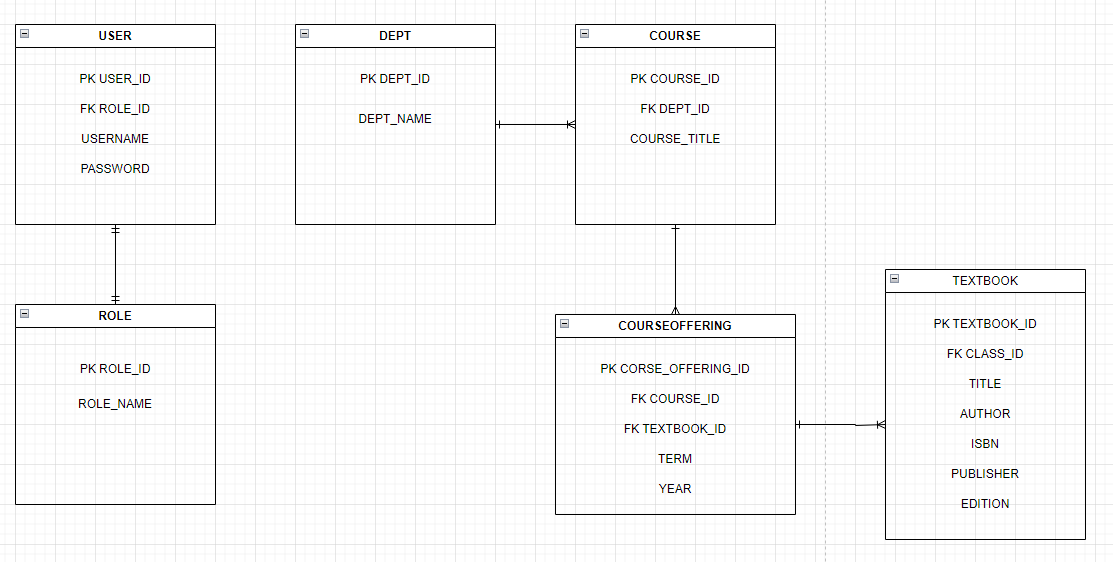 USER
PK USER_ID
FK ROLE_ID
USERNAME
PASSWORD
DEPT
PK DEPT_ID
DEPT_NAME
COURSE
PK COURSE_ID
FK DEPT_ID
COURSE_TITLE
ROLE
PK ROLE_ID
ROLE_NAME
COURSEOFFERING
PK CORSE_OFFERING_ID
FK COURSE_ID
FK TEXTBOOK_ID
TERM
YEAR
TEXTBOOK
PK TEXTBOOK_ID
FK CLASS_ID
TITLE
AUTHOR
ISBN
PUBLISHER
EDITION